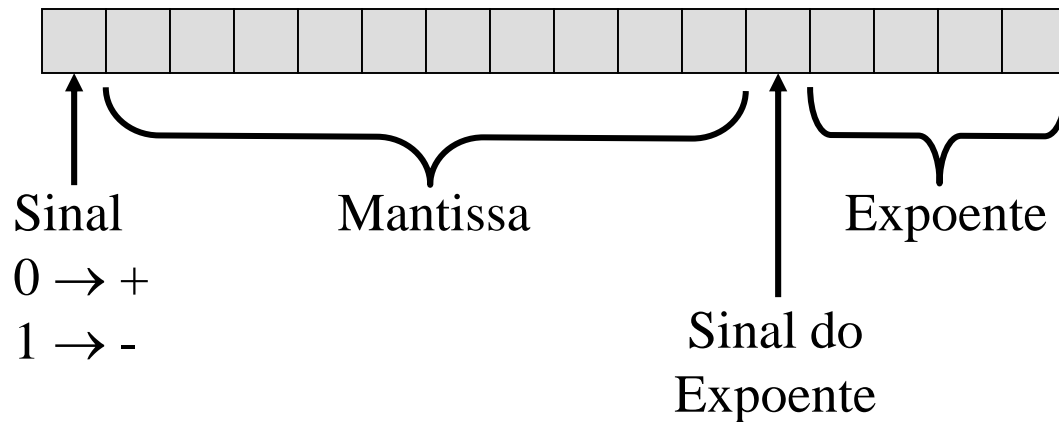 Sinal
0 → +
1 → -
Mantissa
Sinal do
Expoente
Expoente